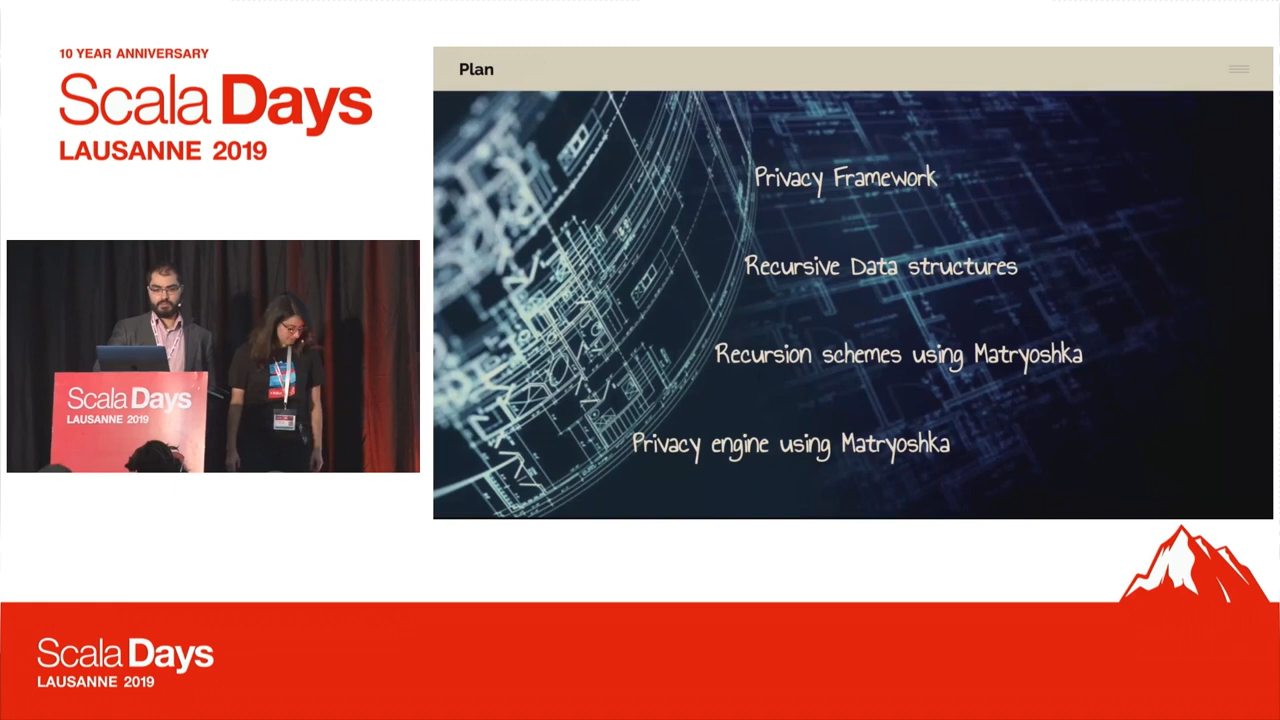 10 YEAR ANNIVERSARY
Scala Days
LAUSANNE 2019
Plan
Privacy Framework
Recursive Data structures
Recursion schemes using Matryoshka
Privacy engine using Matryoshka
Scala Days
LAUSANNE 2019
Scala Days
LAUSANNE 2019